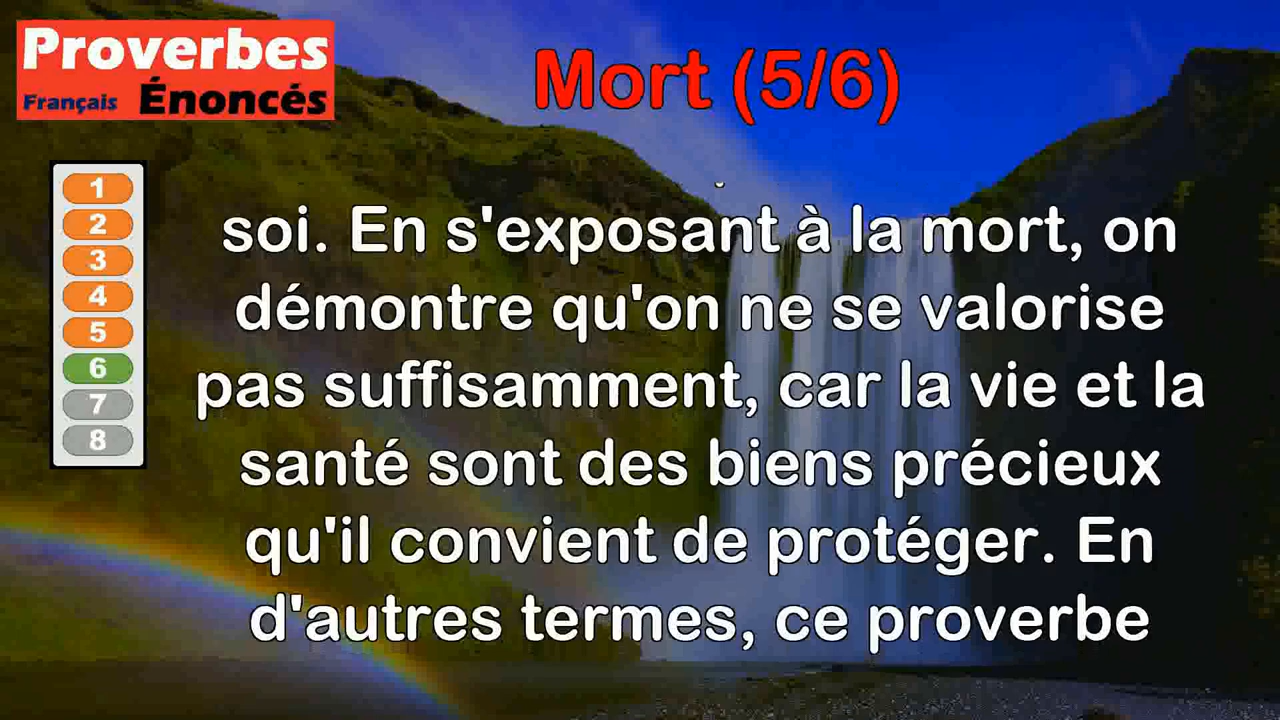 Proverbes
Français Énoncés
Mort (5/6)
1
2
3
4
5
6
7
8
soi. En s'exposant à la mort, on
démontre qu'on ne se valorise
pas suffisamment, car la vie et la
santé sont des biens précieux
qu'il convient de protéger. En
d'autres termes, ce proverbe